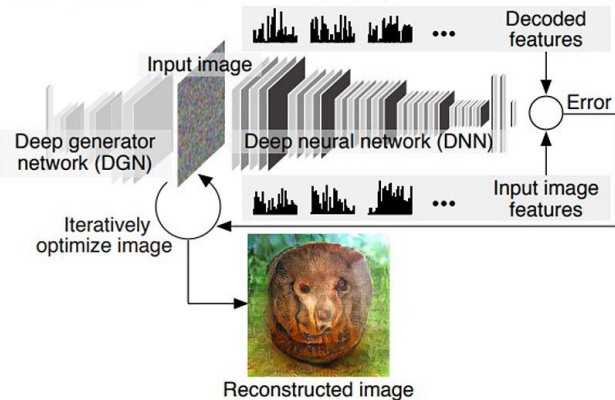 Decoded
features
Input image
Deep generator
network (DGN)
Deep neural network (DNN)
Error
Iteratively
optimize image
Input image
features
Reconstructed image